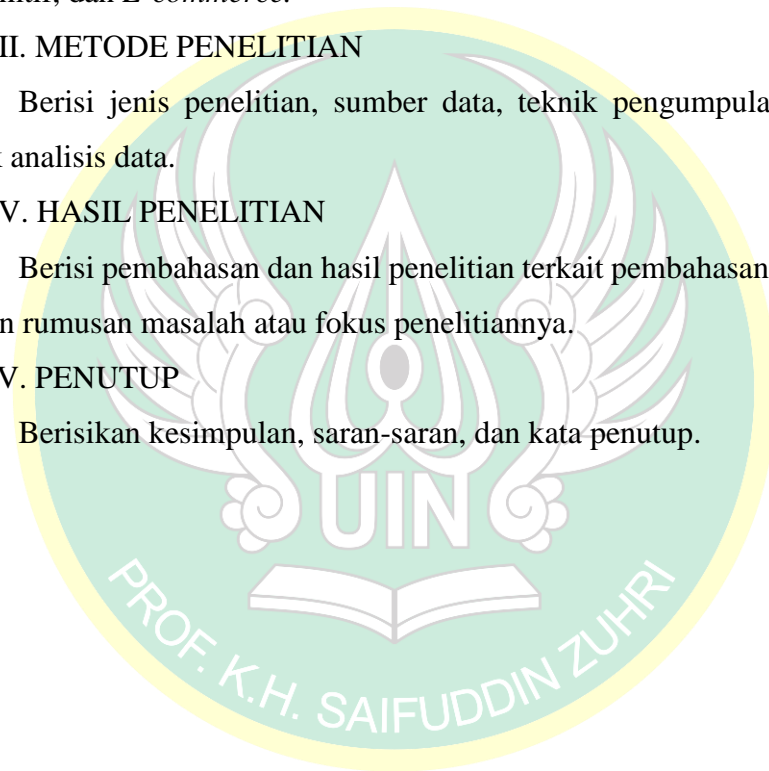 dan E-commerce.
II. METODE PENELITIAN
Berisi jenis penelitian, sumber data, teknik
analisis data.
V. HASIL PENELITIAN
Berisi pembahasan dan hasil penelitian terkait pembahasan
n rumusan masalah atau fokus penelitiannya.
V. PENUTUP
Berisikan kesimpulan, saran-saran, dan kata penutup.
UIN
PROF. K.H. SAIFUDDIN ZUHRI